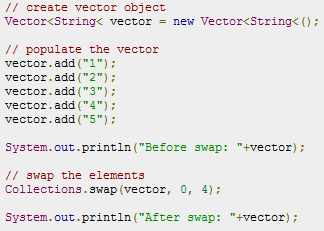 // create vector object
Vector<String< vector = new Vector<String<();
// populate the vector
vector.add("1");
vector.add("2");
vector.add("3");
vector.add("4");
vector.add("5");
System.out.println("Before swap: "+vector);
// swap the elements
Collections.swap(vector, 0, 4);
System.out.println("After swap: "+vector);